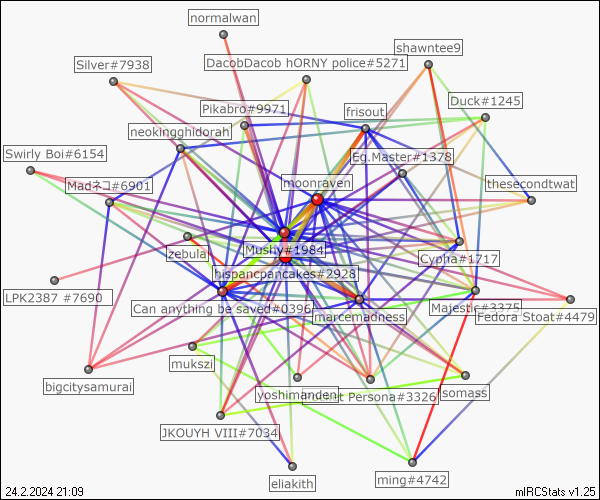 normalwan
shawntee9
DacobDacob hORNY police#5271
Silver#7938
Duck#1245
Pikabro#9971
frisout
neokingghidorah
Swirly Boi#6154
Eg.Master#1378
moonraven
Madネコ#6901
thesecondtwat
zebulaj
Mushy#1984
Cypha#1717
hispancpancakes#2928
LPK2387 #7690
Can anything be saved#0396
marcemadness
Majestic#3375
Fedora Stoat#4479
mukszi
bigcitysamurai
yoshimandent
Persona#3326
somass
JKOUYH VIII#7034
eliakith
ming#4742
24.2.2024 21:09
mIRCStats v1.25